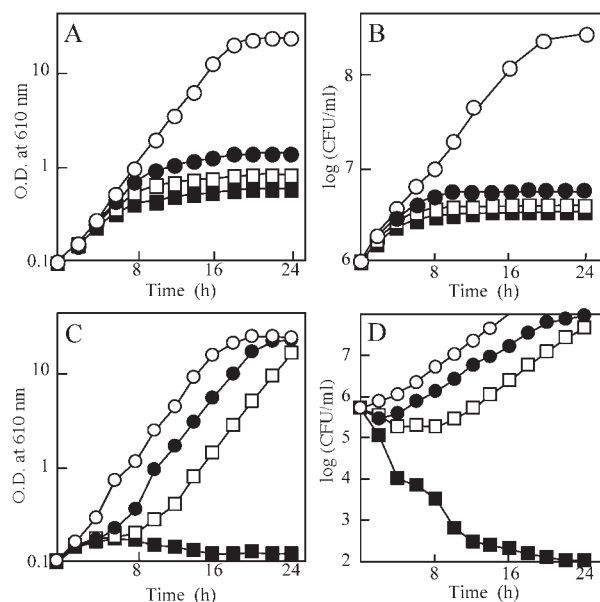 A
O.D. at 610 nm
10
1
0.1
8
16
24
Time (h)
B
log (CFU/ml)
8
7
6
8
16
24
Time (h)
C
O.D. at 610 nm
10
1
0.1
8
16
24
Time (h)
D
log (CFU/ml)
7
6
5
4
3
2
8
16
24
Time (h)